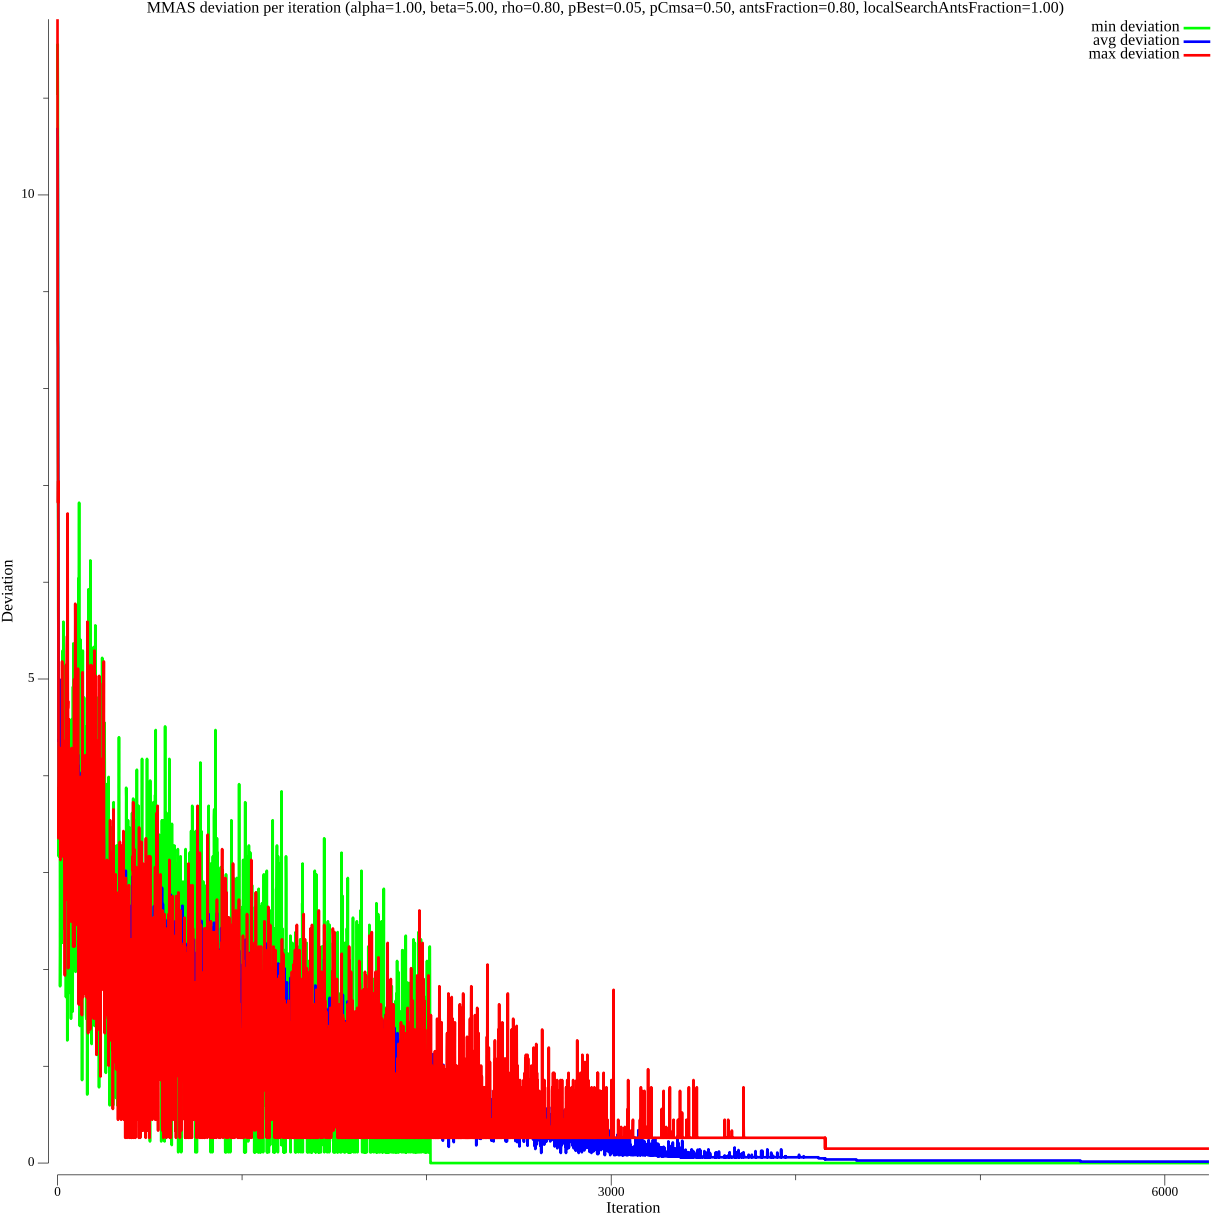 MMAS deviation per iteration (alpha=1.00, beta=5.00, rho=0.80, pBest=0.05, pCmsa=0.50, antsFraction=0.80, localSearchAntsFraction=1.00)
min deviation
avg deviation
max deviation
10
5
0
Deviation
0
3000
6000
Iteration